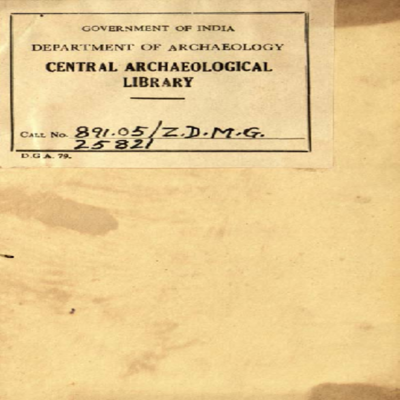 GOVERNMENT OF INDIA
DEPARTMENT OF ARCHAEOLOGY
CENTRAL ARCHAEOLOGICAL
LIBRARY
CALL No. 891.05/Z.D.M.G.
25821
D.G A. 79.